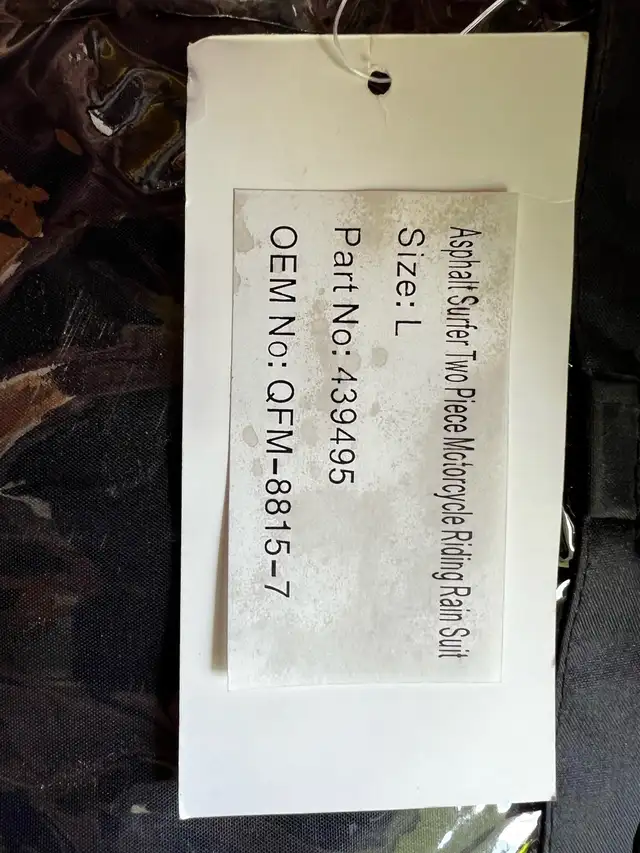 Asphalt Surfer Two Piece Motorcycle Riding Rain Suit
Size: L
Part No: 439495
OEM No: QFM-8815-7